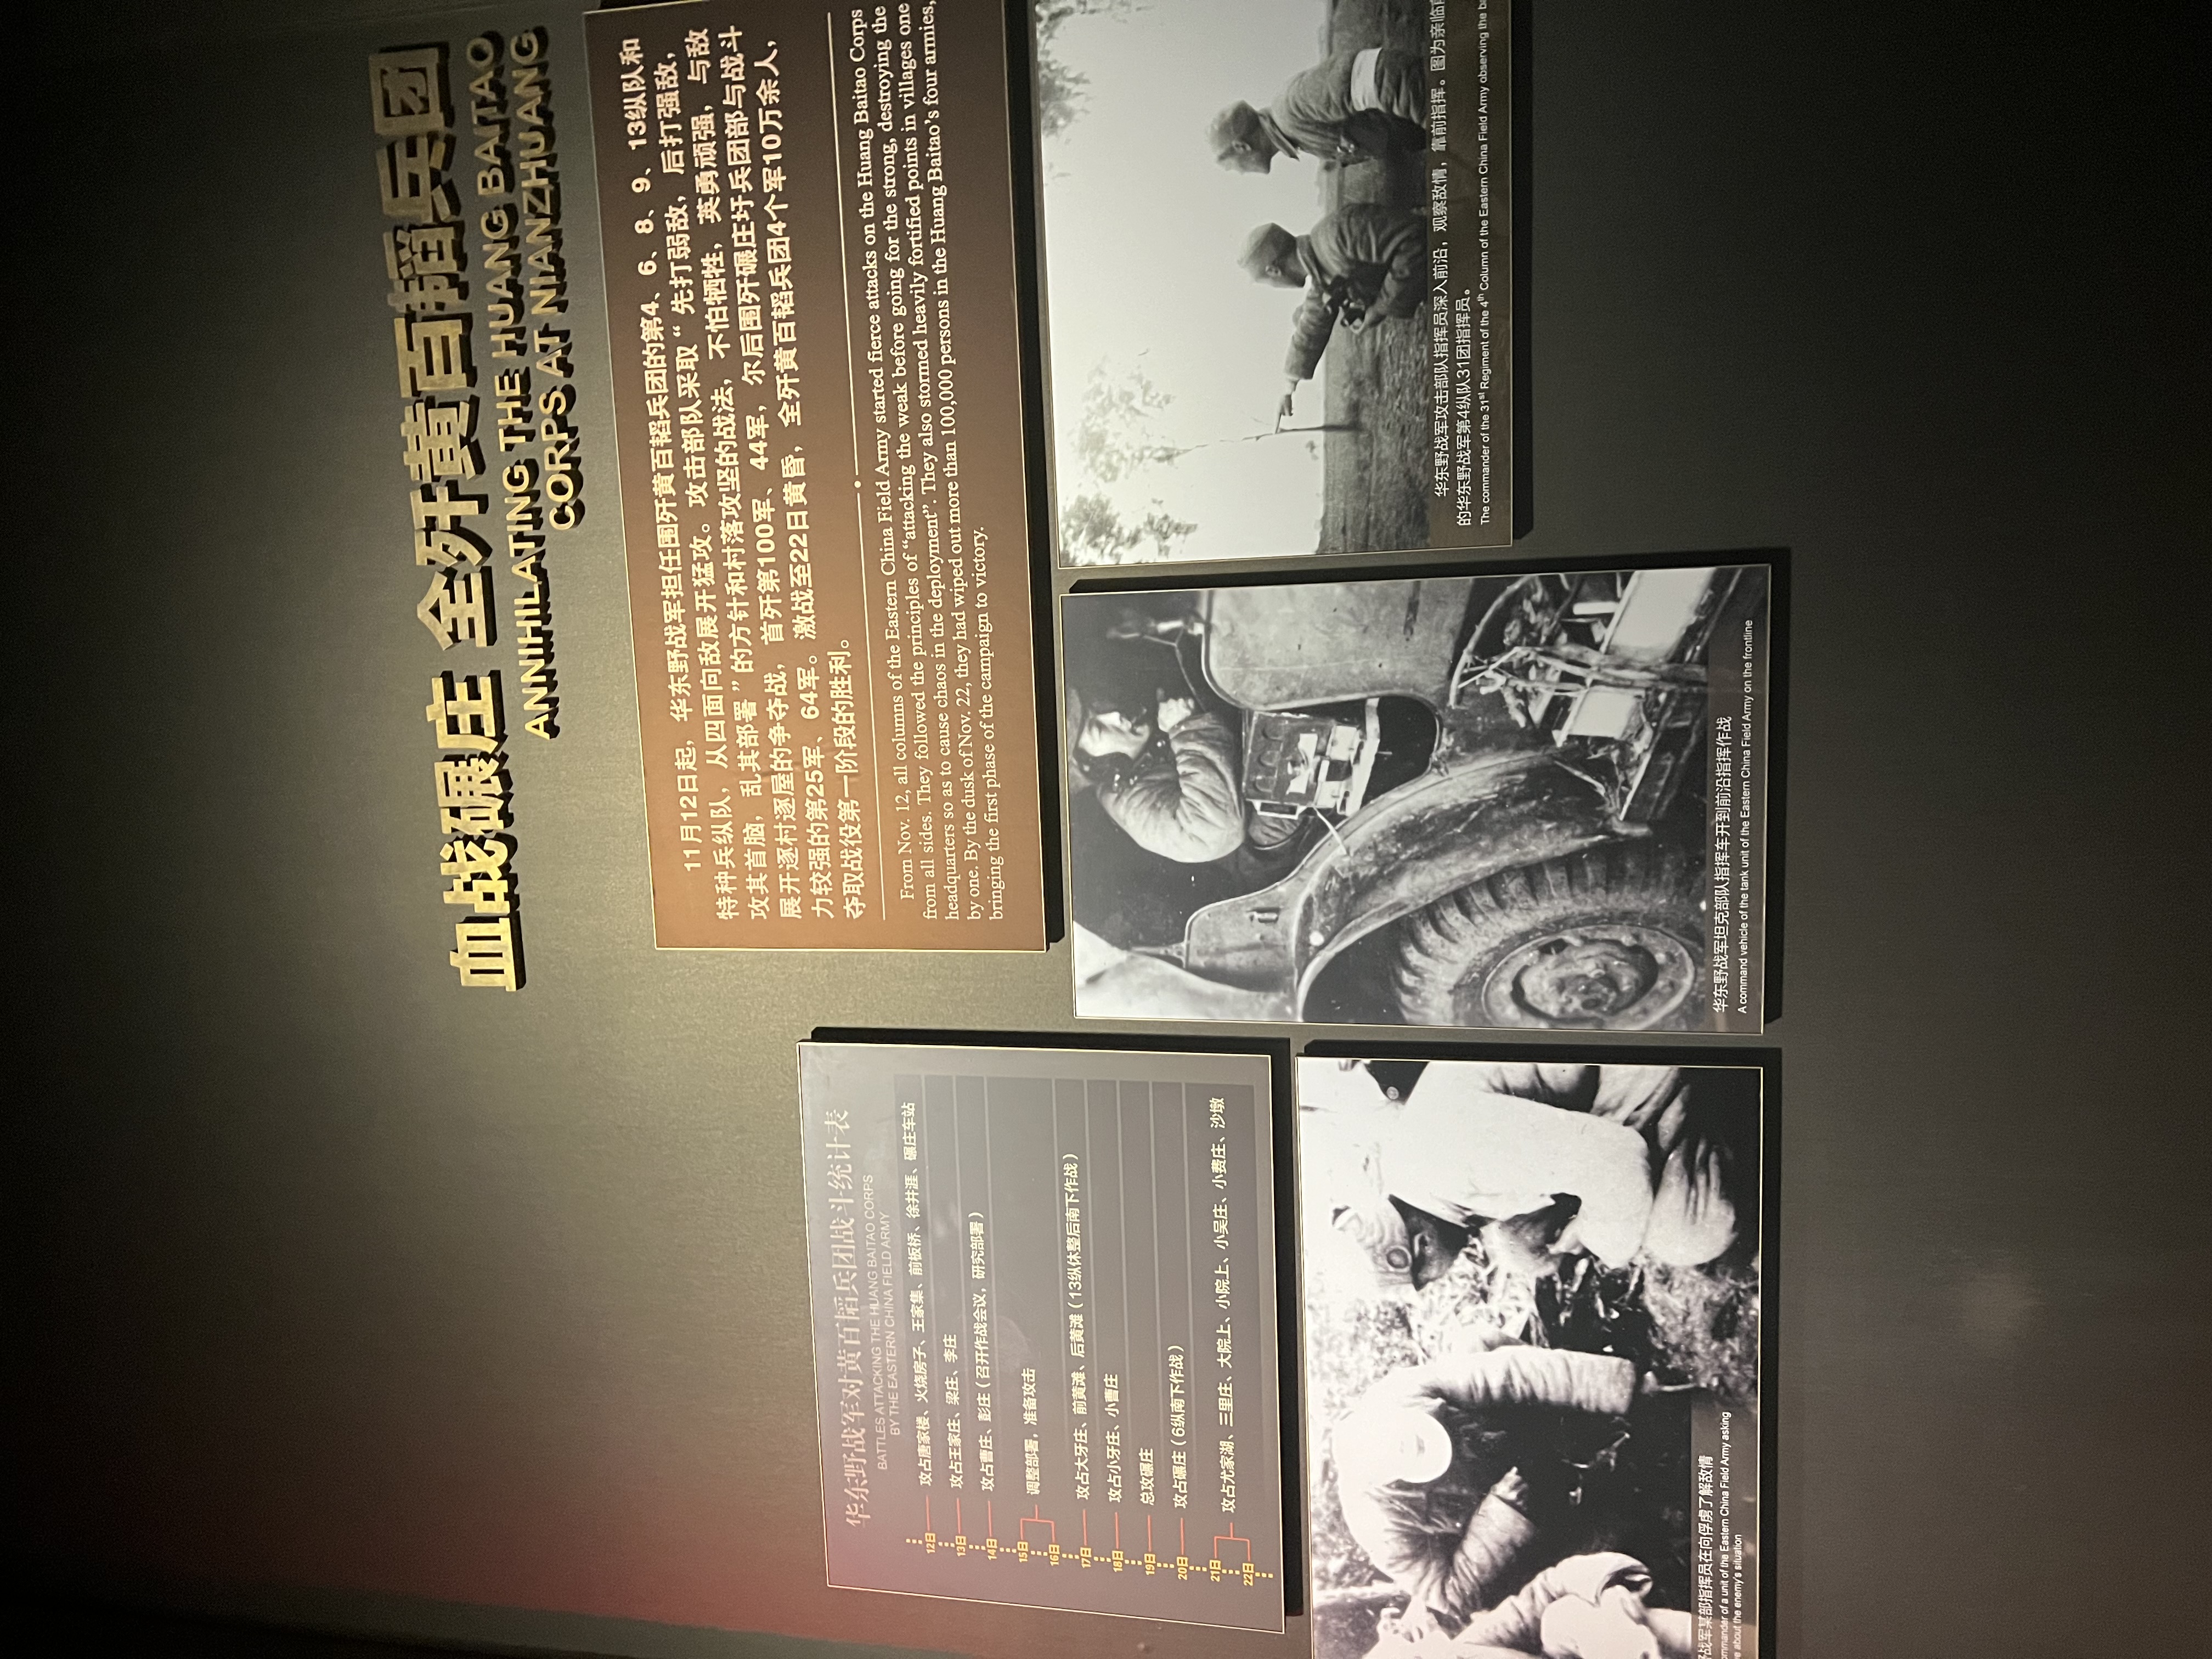 血战碾庄 全歼黄百韬兵团
ANNIHILATING THE HUANG BAITAO
CORPS AT NIANZHUANG
11月12日起，华东野战军担任围歼黄百韬兵团的第4、6、8、9、13纵队和
特种兵纵队，从四面向敌展开猛攻。攻击部队采取“先打弱敌，后打强敌，
攻其首脑，乱其部署”的方针和村落攻坚的战法，不怕牺牲，英勇顽强，与敌
展开逐村逐屋的争夺战，首歼第100军、44军，尔后围歼碾庄圩兵团部与战斗
力较强的第25军、64军。激战至22日黄昏，全歼黄百韬兵团4个军10万余人，
夺取战役第一阶段的胜利。
From Nov. 12, all columns of the Eastern China Field Army started fierce attacks on the Huang Baitao Corps
from all sides. They followed the principles of “attacking the weak before going for the strong, destroying the
headquarters so as to cause chaos in the deployment”. They also stormed heavily fortified points in villages one
by one. By the dusk of Nov. 22, they had wiped out more than 100,000 persons in the Huang Baitao’s four armies,
bringing the first phase of the campaign to victory.
华东野战军对黄百韬兵团战斗统计表
BATTLES ATTACKING THE HUANG BAITAO CORPS
BY THE EASTERN CHINA FIELD ARMY
12日 攻占唐家楼、火烧房子、王家集、前板桥、徐井涯、碾庄车站
13日 攻占王家庄、梁庄、李庄
14日 攻占曹庄、彭庄（召开作战会议，研究部署）
15日
调整部署，准备攻击
16日
17日 攻占大牙庄、前黄滩、后黄滩（13纵休整后南下作战）
18日 攻占小牙庄、小曹庄
19日 总攻碾庄
20日 攻占碾庄（6纵南下作战）
21日
攻占尤家湖、三里庄、大院上、小院上、小吴庄、小费庄、沙墩
22日
战军某部指挥员在向俘虏了解敌情
ommander of a unit of the Eastern China Field Army asking
about the enemy's situation
华东野战军坦克部队指挥车开到前沿指挥作战
A command vehicle of the tank unit of the Eastern China Field Army on the frontline
华东野战军攻击部队指挥员深入前沿，观察敌情，靠前指挥。图为亲临
的华东野战军第4纵队31团指挥员。
The commander of the 31st Regiment of the 4th Column of the Eastern China Field Army observing the